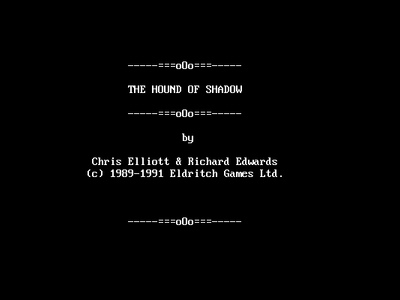 -----===oOo===-----
THE HOUND OF SHADOW
-----===oOo===-----
by
Chris Elliott & Richard Edwards
(c) 1989-1991 Eldritch Games Ltd.
-----===oOo===-----